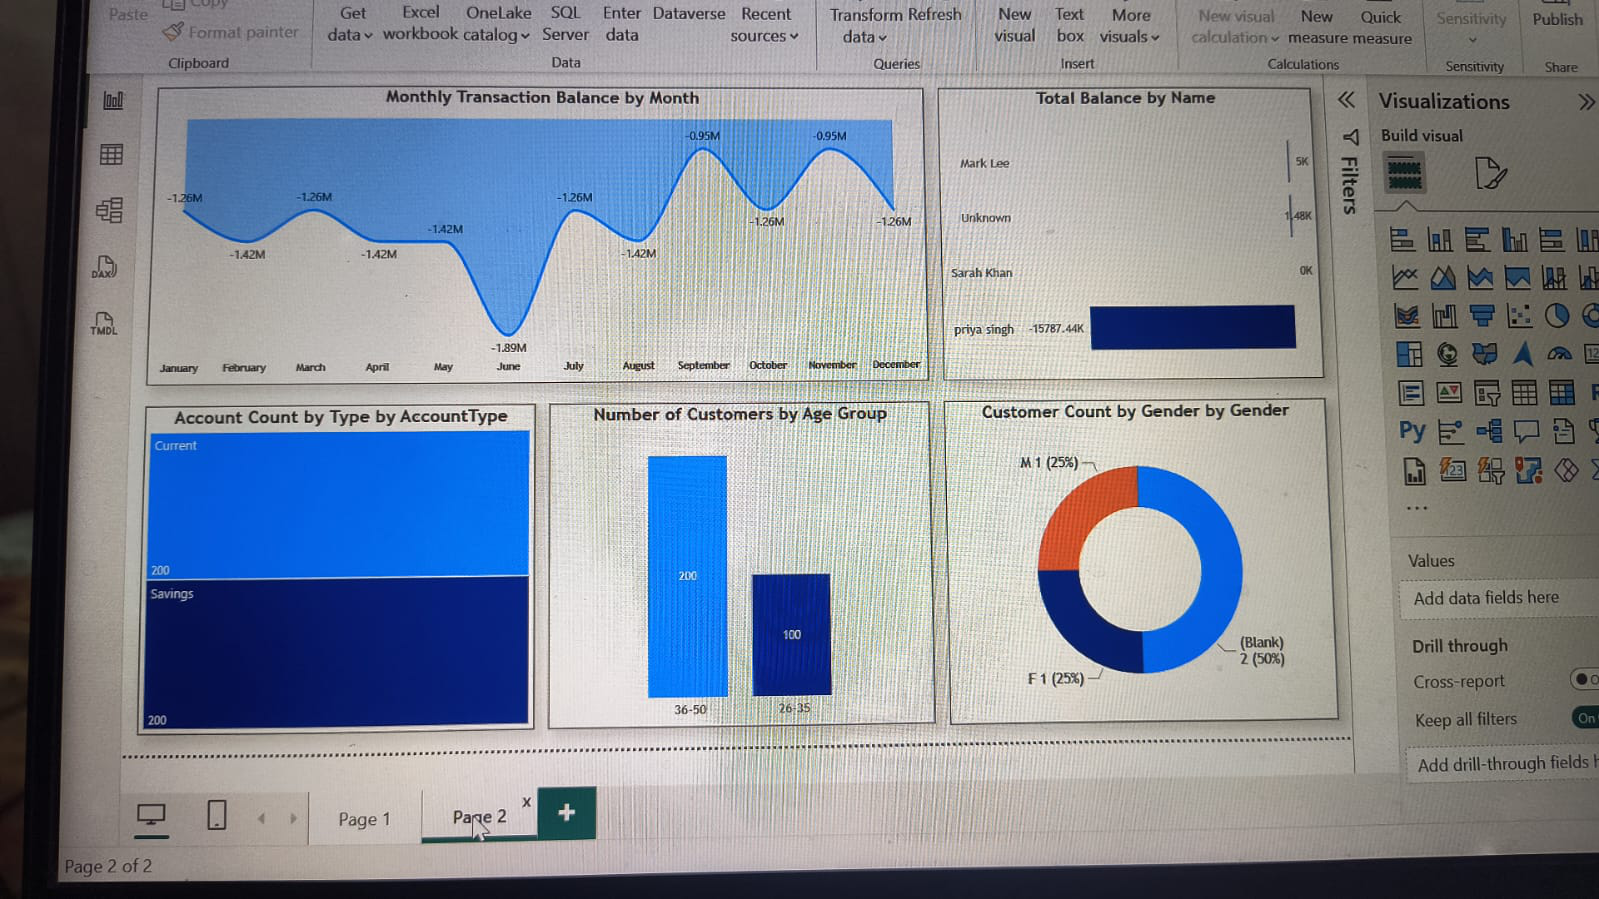 Paste
Copy
Format painter
Clipboard
Get data
Excel workbook
OneLake catalog
SQL Server
Enter data
Dataverse
Recent sources
Data
Transform data
Refresh
Queries
New visual
Text box
More visuals
Insert
New visual calculation
New measure
Quick measure
Calculations
Sensitivity
Sensitivity
Publish
Share
DAX
TMDL
Monthly Transaction Balance by Month
-1.26M
-1.42M
-1.26M
-1.42M
-1.42M
-1.89M
-1.26M
-1.42M
-0.95M
-1.26M
-0.95M
-1.26M
January February March April May June July August September October November December
Total Balance by Name
Mark Lee 5K
Unknown 1.48K
Sarah Khan 0K
priya singh -15787.44K
Account Count by Type by AccountType
Current
200
Savings
200
Number of Customers by Age Group
200
100
36-50 26-35
Customer Count by Gender by Gender
M 1 (25%)
(Blank)
2 (50%)
F 1 (25%)
Filters
Visualizations
Build visual
Py
123
Values
Add data fields here
Drill through
Cross-report
Keep all filters
On
Add drill-through fields
Page 1
Page 2
x
+
Page 2 of 2